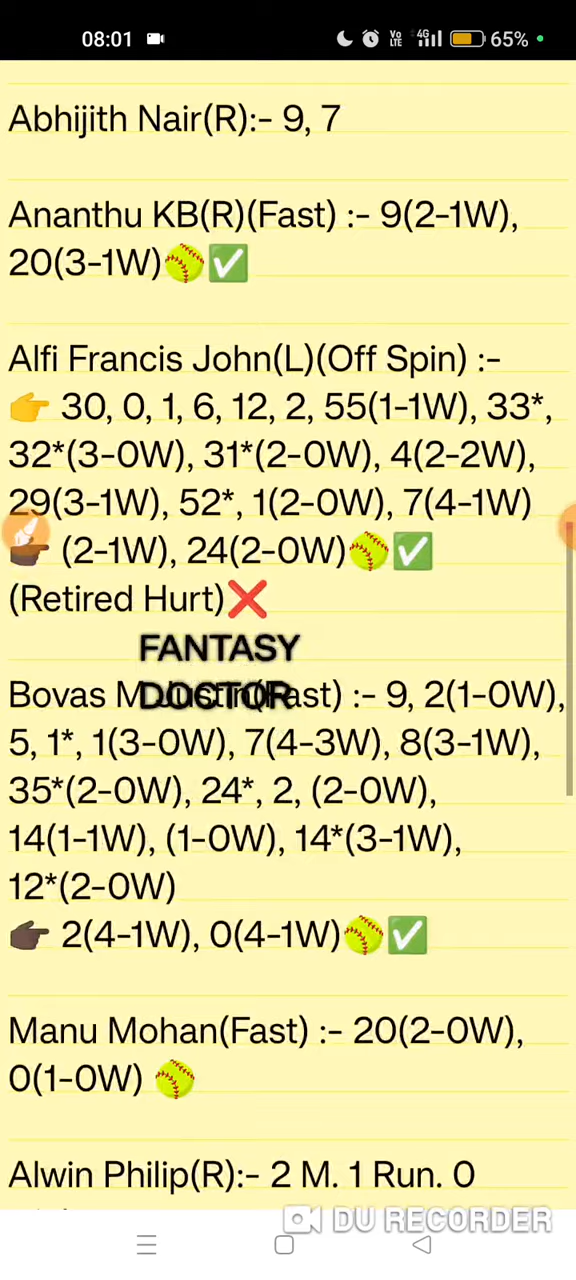 08:01 VoLTE 4G 65%
Abhijith Nair(R):- 9, 7
Ananthu KB(R)(Fast) :- 9(2-1W),
20(3-1W)🥎✅
Alfi Francis John(L)(Off Spin) :-
👉 30, 0, 1, 6, 12, 2, 55(1-1W), 33*,
32*(3-0W), 31*(2-0W), 4(2-2W),
29(3-1W), 52*, 1(2-0W), 7(4-1W)
👉🏿 (2-1W), 24(2-0W)🥎✅
(Retired Hurt)❌
FANTASY
DOCTOR
Bovas M :- 9, 2(1-0W),
5, 1*, 1(3-0W), 7(4-3W), 8(3-1W),
35*(2-0W), 24*, 2, (2-0W),
14(1-1W), (1-0W), 14*(3-1W),
12*(2-0W)
👉🏿 2(4-1W), 0(4-1W)🥎✅
Manu Mohan(Fast) :- 20(2-0W),
0(1-0W) 🥎
Alwin Philip(R):- 2 M. 1 Run. 0
DU RECORDER